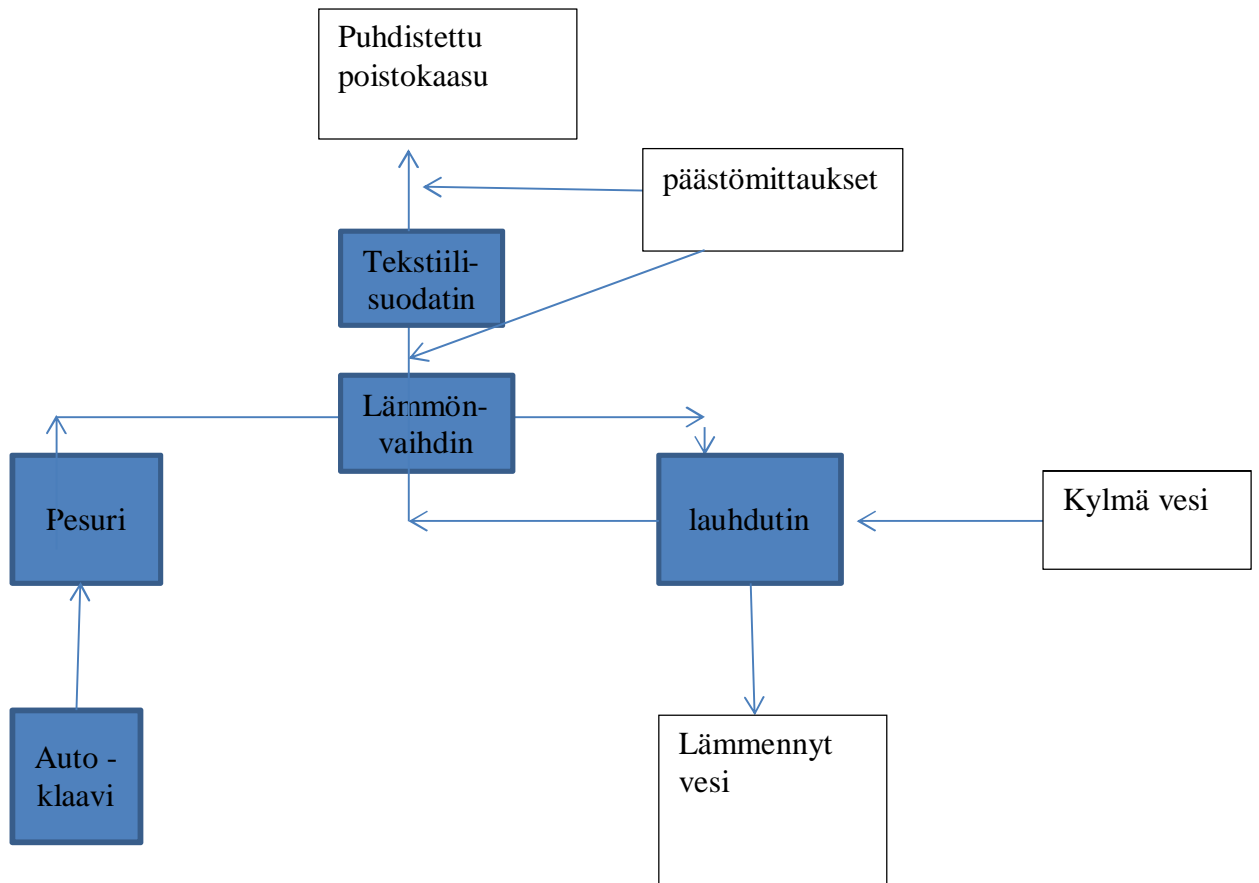 Puhdistettu
poistokaasu
päästömittaukset
Tekstiili-
suodatin
Lämmön-
vaihdin
Pesuri
lauhdutin
Kylmä vesi
Auto -
klaavi
Lämmennyt
vesi